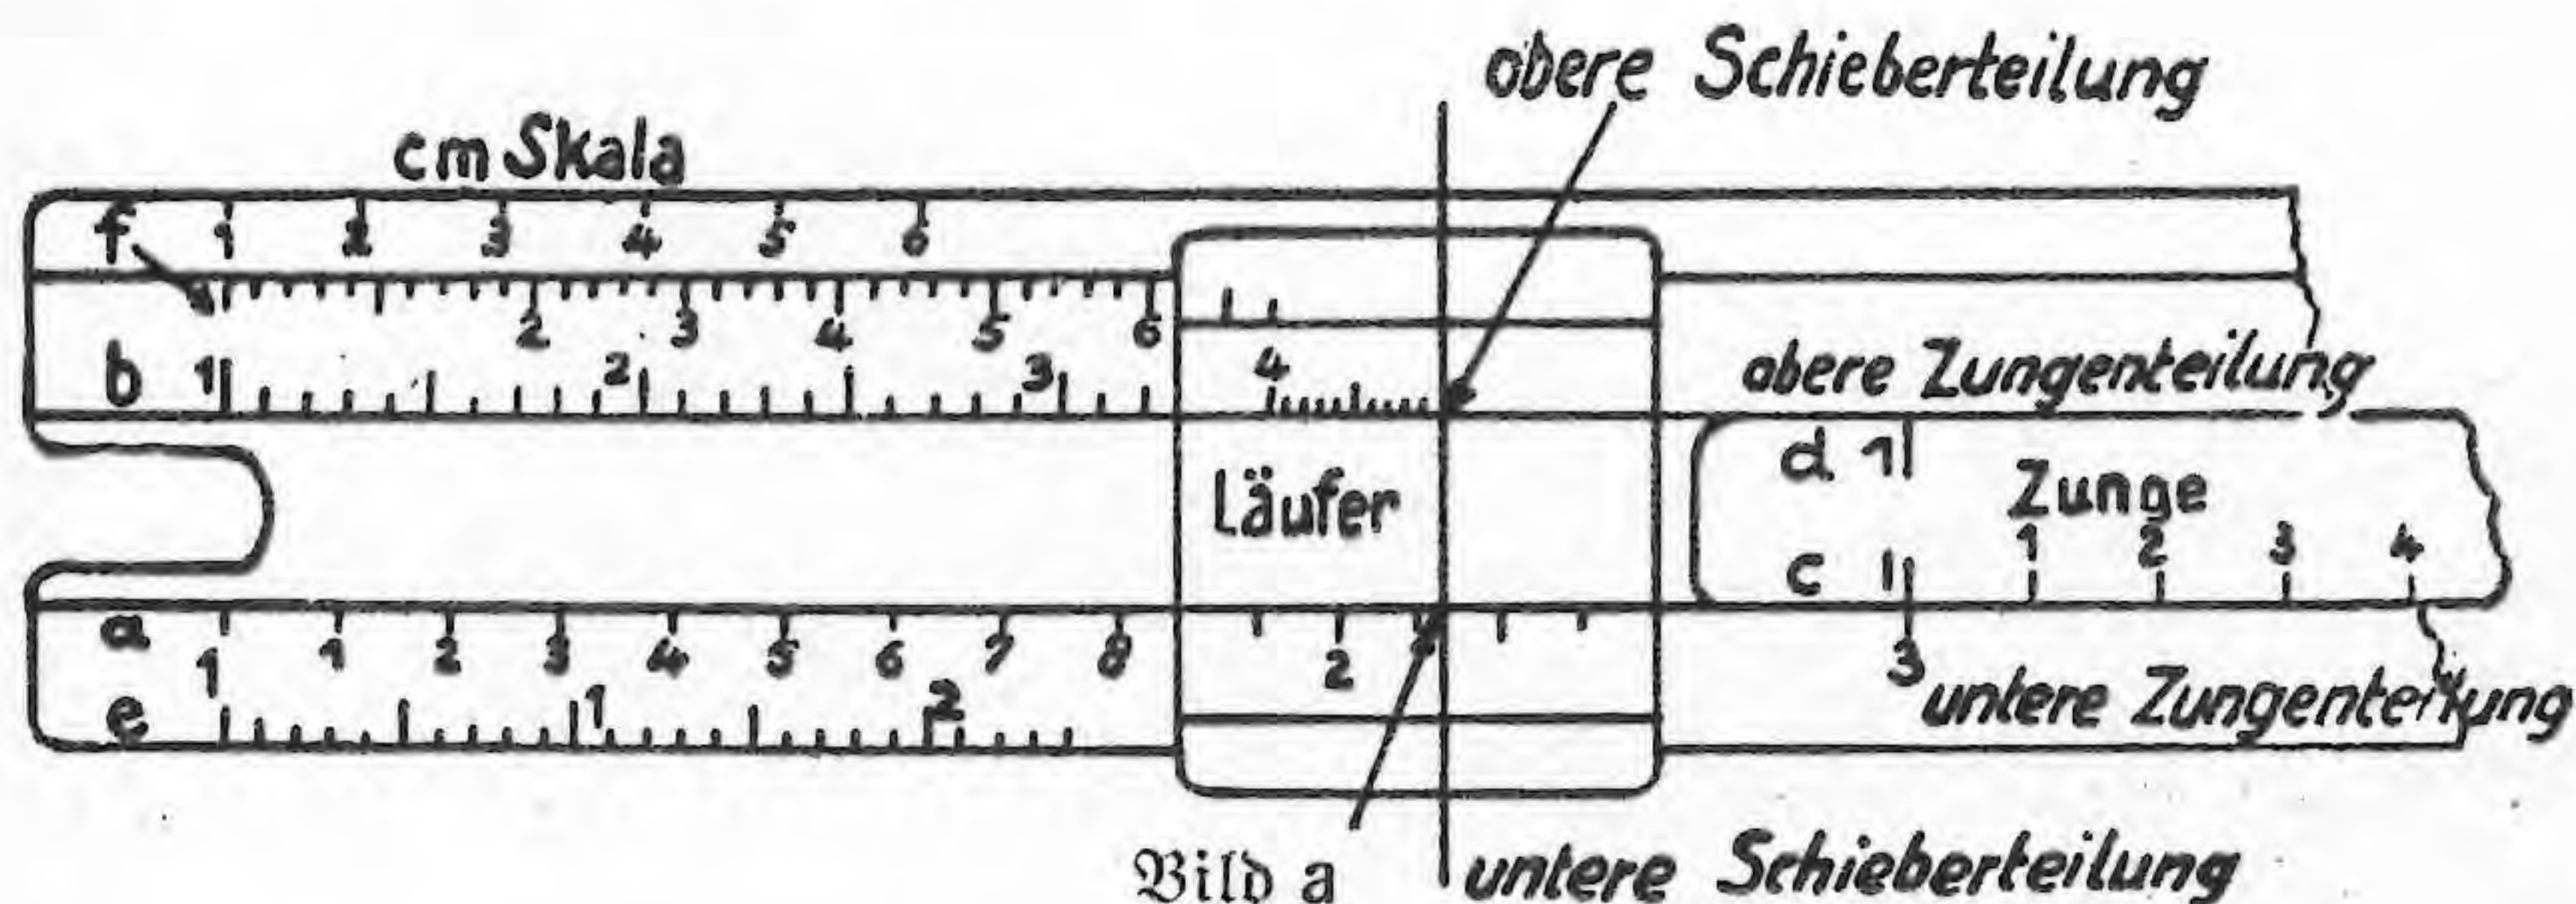 obere Schieberteilung
cm Skala
f 1 2 3 4 5 6
2 3 4 5 6
b 1 2 3 4
obere Zungenteilung
d 1
Läufer
Zunge
c 1 1 2 3 4
a 1 1 2 3 4 5 6 7 8 2 3
untere Zungenteilung
e 1 2
Bild a
untere Schieberteilung